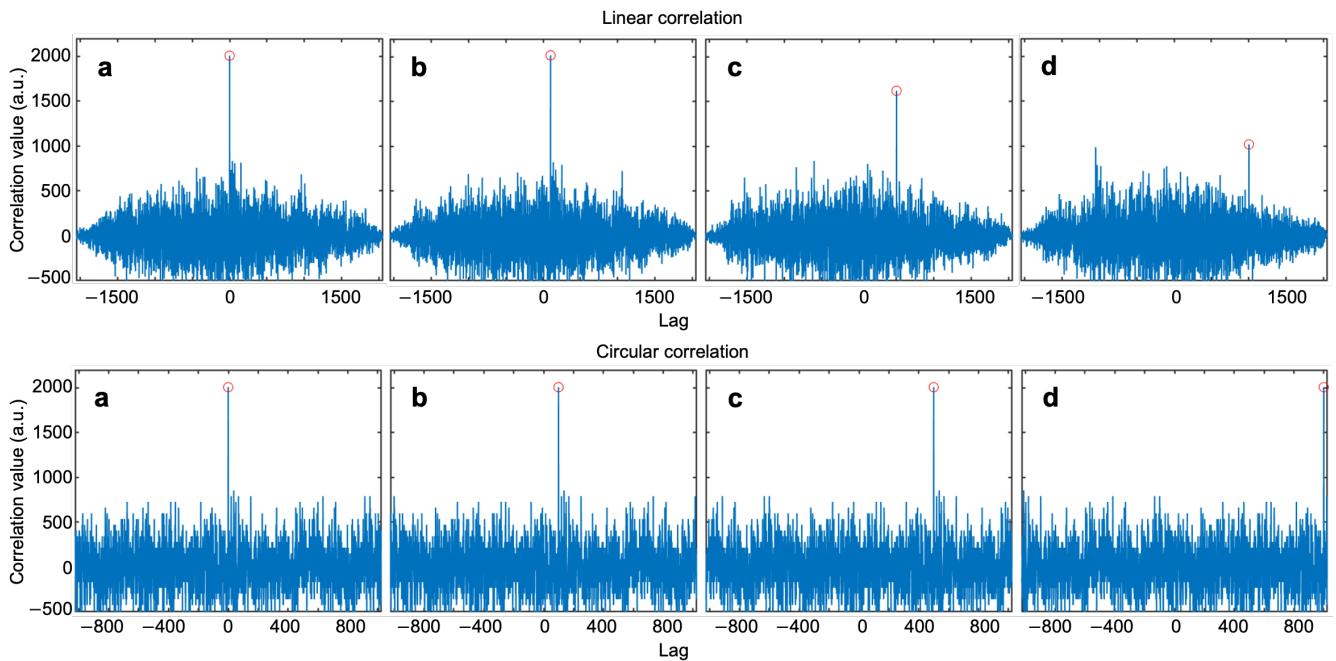 Linear correlation
Correlation value (a.u.)
2000
1500
1000
500
0
−500
a
b
c
d
−1500 0 1500 −1500 0 1500 −1500 0 1500 −1500 0 1500
Lag
Circular correlation
Correlation value (a.u.)
2000
1500
1000
500
0
−500
a
b
c
d
−800 −400 0 400 800 −800 −400 0 400 800 −800 −400 0 400 800 −800 −400 0 400 800
Lag